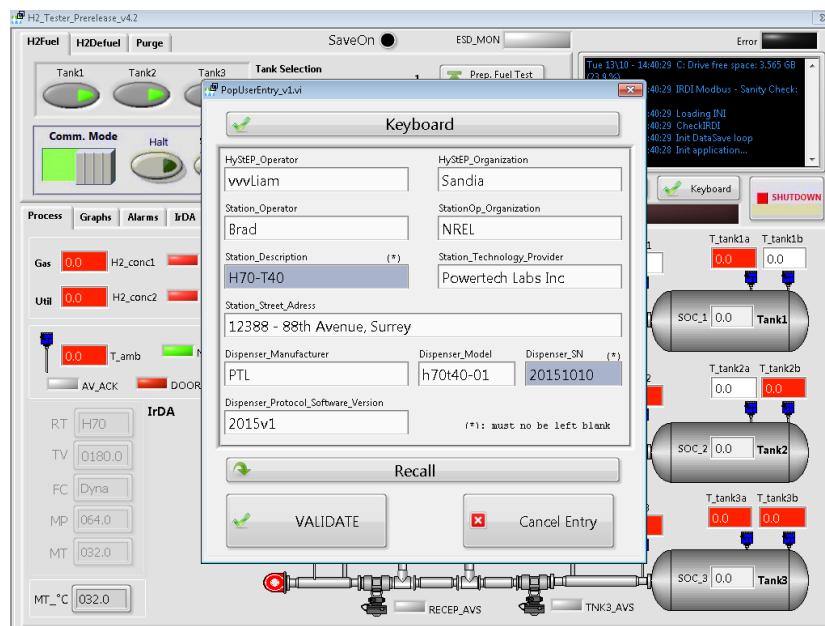 H2_Tester_Prerelease_v4.2
H2Fuel H2Defuel Purge SaveOn ESD_MON Error
Tank1 Tank2 Tank3 Tank Selection Prep. Fuel Test
Tue 13\10 - 14:40:29 C: Drive free space: 3.565 GB
(23.9 %)
:40:29 IRDI Modbus - Sanity Check:
:40:29 Loading INI
:40:29 CheckIRDI
:40:29 Init DataSave loop
:40:28 Init application...
Comm. Mode Halt
Keyboard SHUTDOWN
Process Graphs Alarms IrDA
PopUserEntry_v1.vi
Keyboard
HyStEP_Operator HyStEP_Organization
vvvLiam Sandia
Station_Operator StationOp_Organization
Brad NREL
Station_Description (*) Station_Technology_Provider
H70-T40 Powertech Labs Inc
Station_Street_Adress
12388 - 88th Avenue, Surrey
Dispenser_Manufacturer Dispenser_Model Dispenser_SN (*)
PTL h70t40-01 20151010
Dispenser_Protocol_Software_Version
2015v1 (*): must no be left blank
Recall
VALIDATE Cancel Entry
Gas 0.0 H2_conc1
Util 0.0 H2_conc2
0.0 T_amb
AV_ACK DOOR
IrDA
RT H70
TV 0180.0
FC Dyna
MP 064.0
MT 032.0
MT_°C 032.0
T_tank1a T_tank1b
0.0 0.0
SOC_1 0.0 Tank1
T_tank2a T_tank2b
0.0 0.0
SOC_2 0.0 Tank2
T_tank3a T_tank3b
0.0 0.0
SOC_3 0.0 Tank3
RECEP_AVS TNK3_AVS